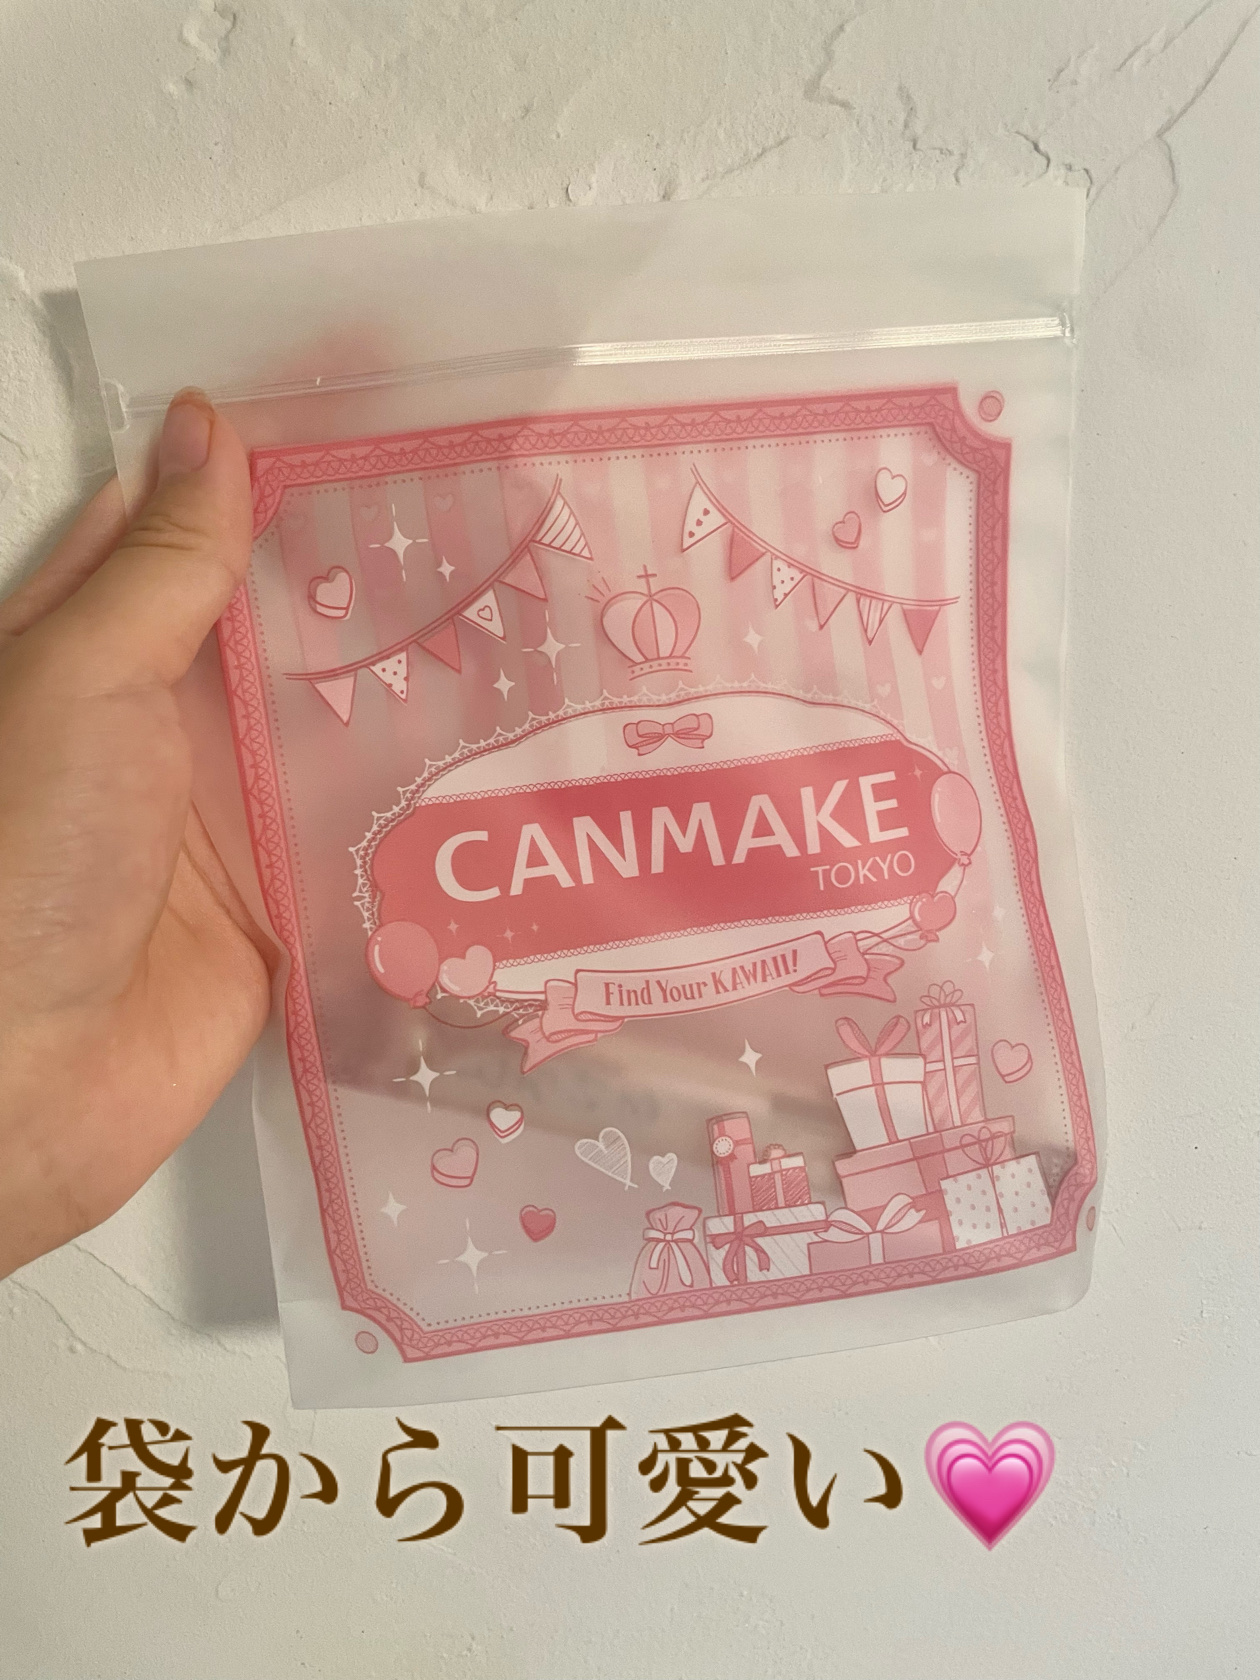 CANMAKE
TOKYO
Find Your KAWAII!
袋から可愛い💗